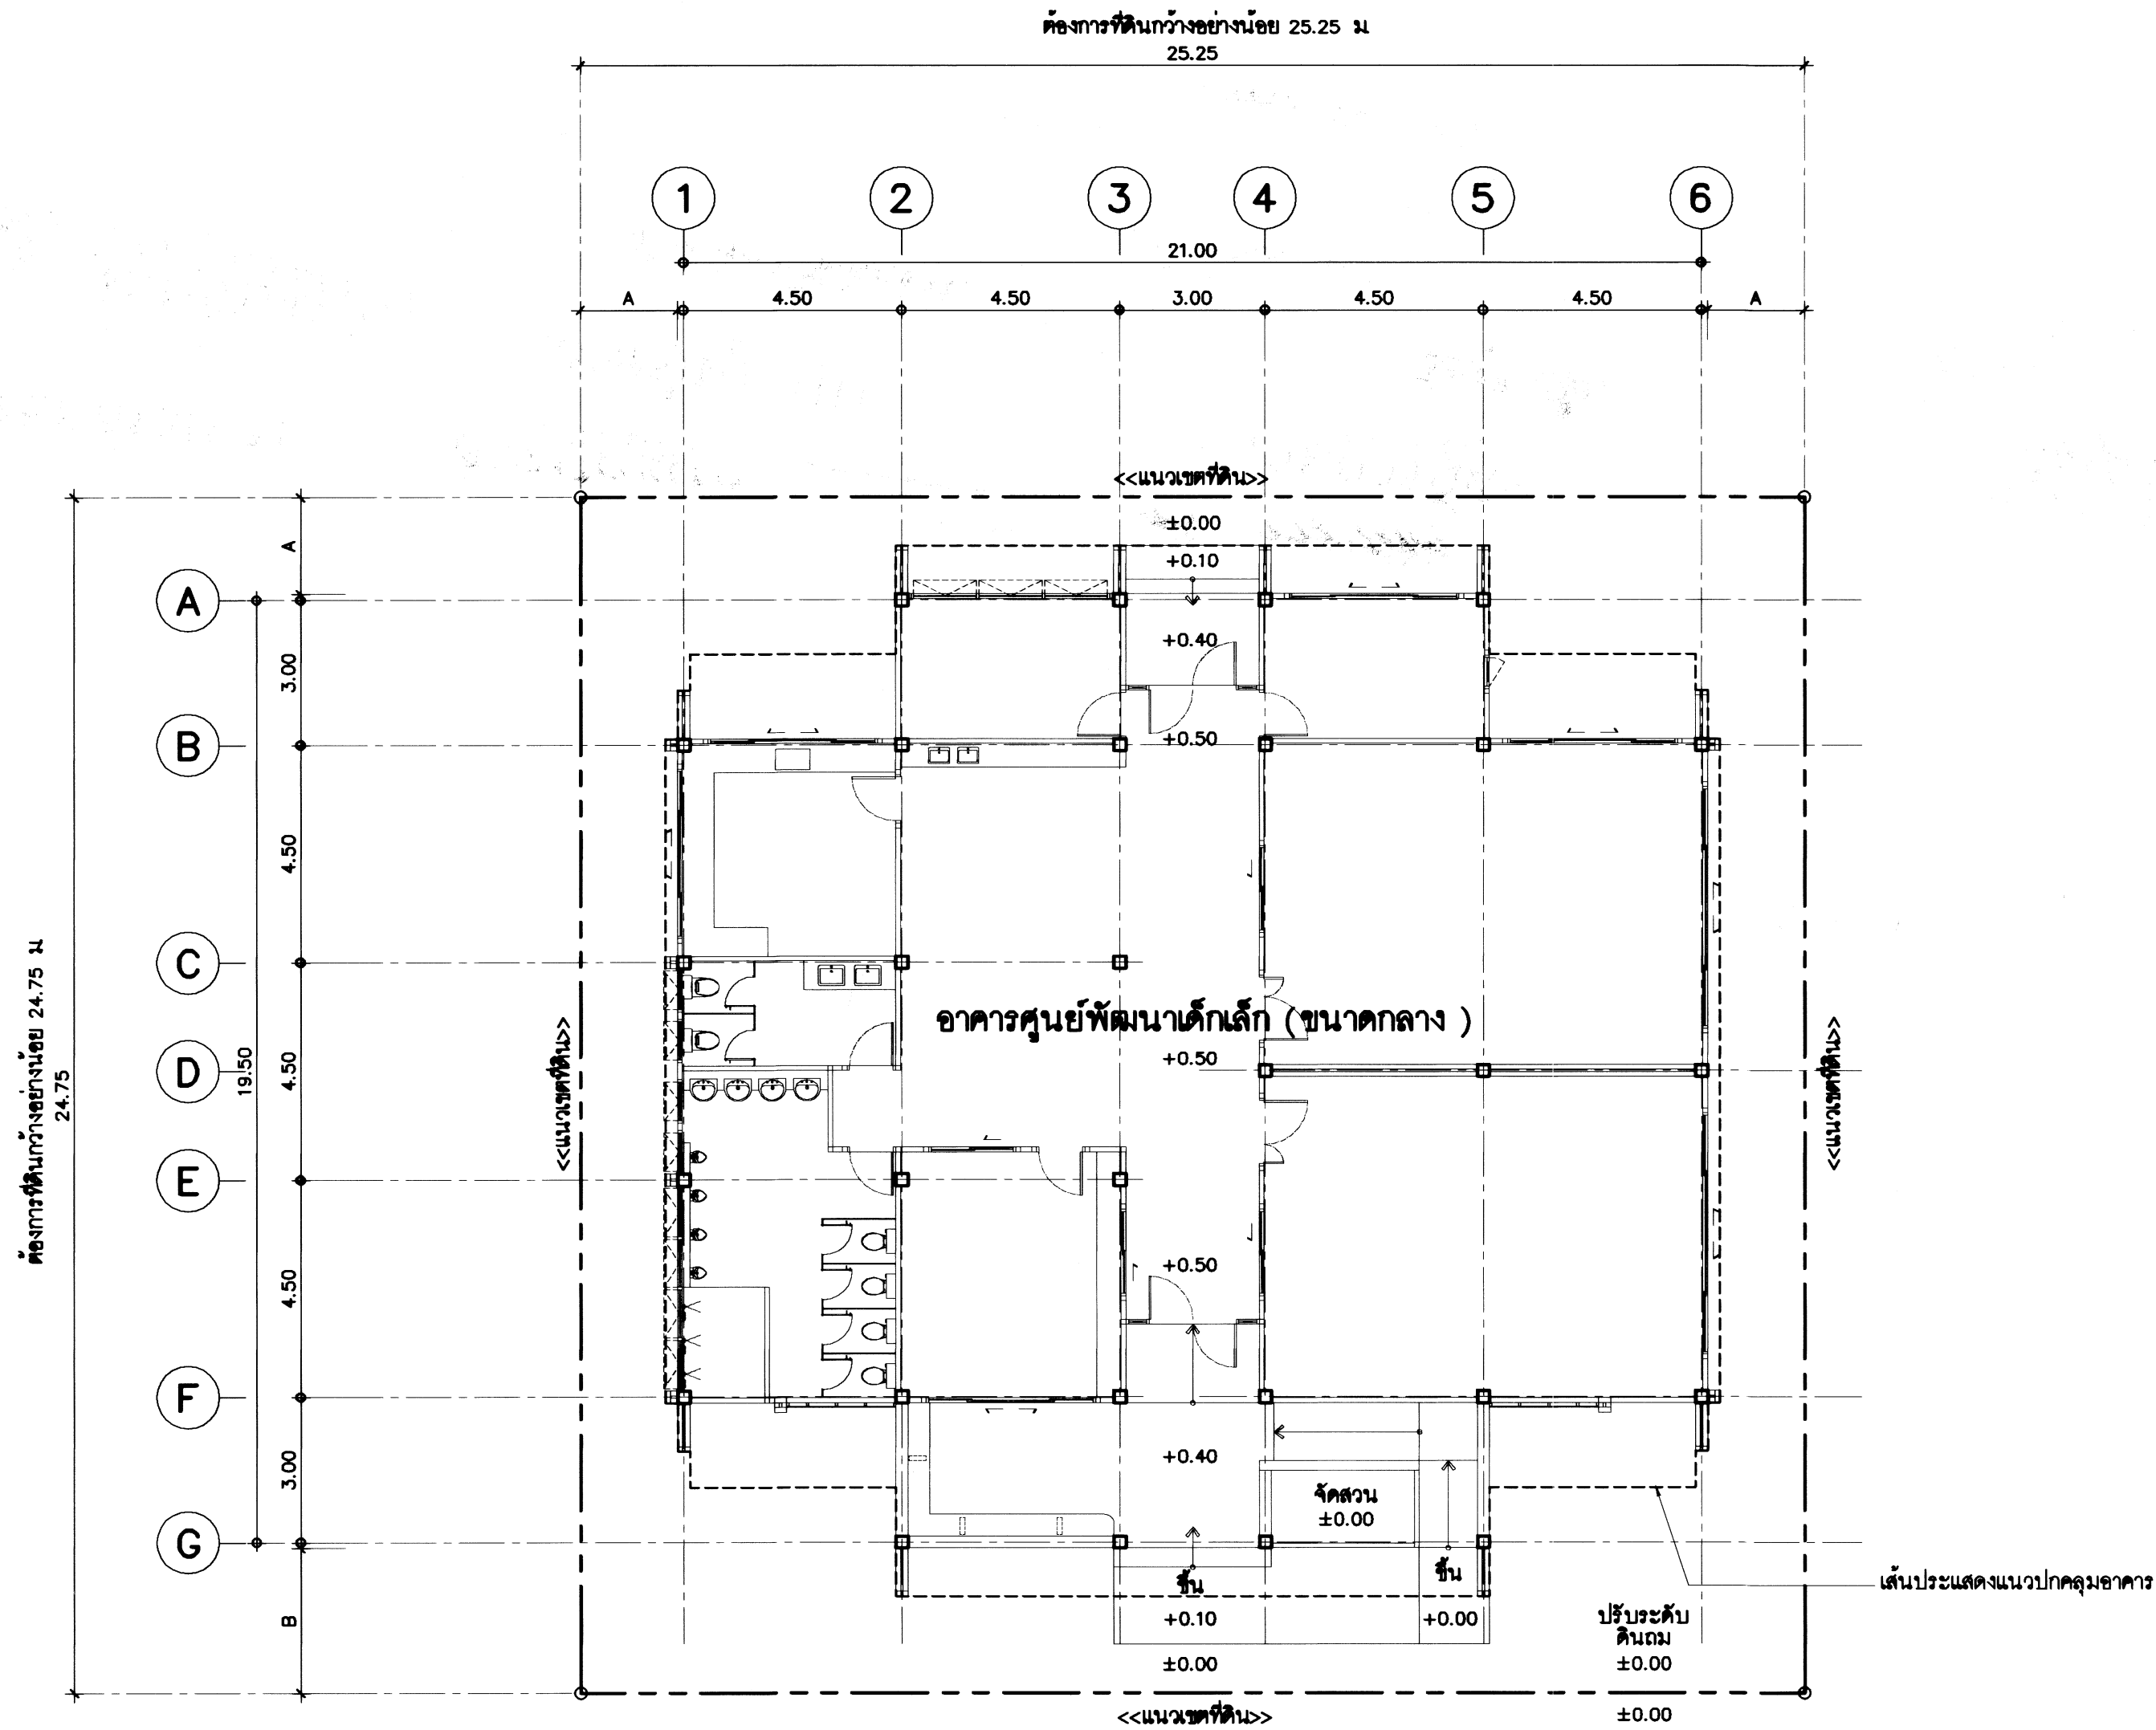 ต้องการที่ดินกว้างอย่างน้อย 25.25 ม
25.25
1 2 3 4 5 6
21.00
A 4.50 4.50 3.00 4.50 4.50 A
<<แนวเขตที่ดิน>>
±0.00
+0.10
A
A
+0.40
3.00
B
+0.50
4.50
C
อาคารศูนย์พัฒนาเด็กเล็ก (ขนาดกลาง )
+0.50
D
4.50
19.50
ต้องการที่ดินกว้างอย่างน้อย 24.75 ม
24.75
<<แนวเขตที่ดิน>>
<<แนวเขตที่ดิน>>
E
+0.50
4.50
F
+0.40
3.00
จัดสวน
±0.00
G
ขึ้น
ขึ้น
เส้นประแสดงแนวปกคลุมอาคาร
B
+0.10
+0.00
ปรับระดับ
ดินถม
±0.00
±0.00
<<แนวเขตที่ดิน>>
±0.00